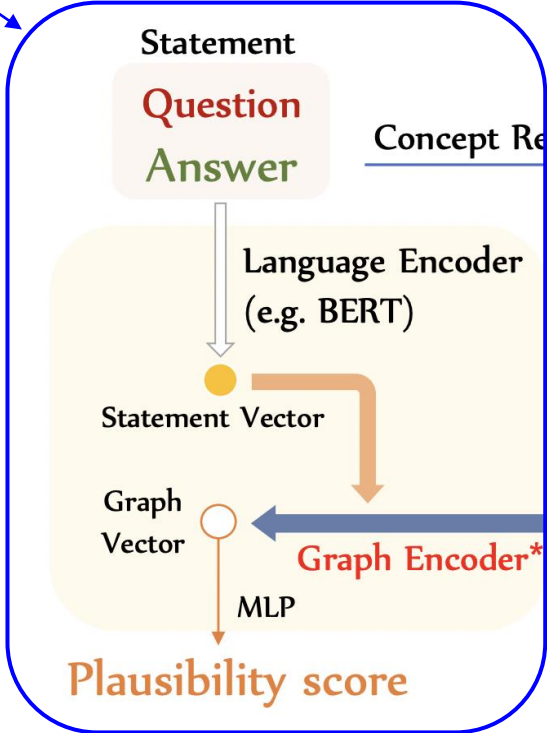 Statement
Question
Answer
Concept Re
Language Encoder
(e.g. BERT)
Statement Vector
Graph
Vector
Graph Encoder*
MLP
Plausibility score